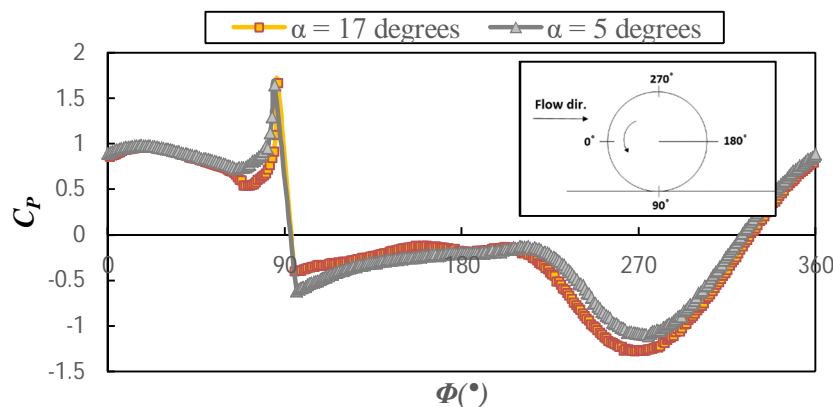 α = 17 degrees α = 5 degrees
2
1.5
1
0.5
0
-0.5
-1
-1.5
0 90 180 270 360
C_P
Φ(•)
270˚
Flow dir.
0˚ 180˚
90˚